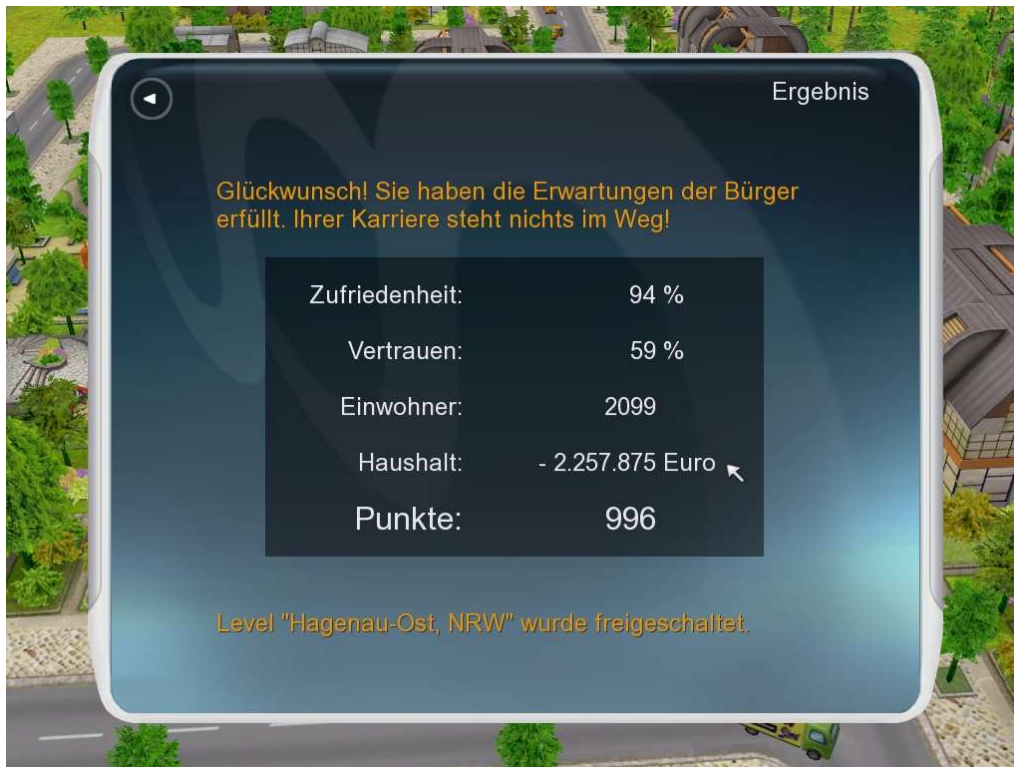 Ergebnis
Glückwunsch! Sie haben die Erwartungen der Bürger
erfüllt. Ihrer Karriere steht nichts im Weg!
Zufriedenheit: 94 %
Vertrauen: 59 %
Einwohner: 2099
Haushalt: - 2.257.875 Euro
Punkte: 996
Level "Hagenau-Ost, NRW" wurde freigeschaltet.